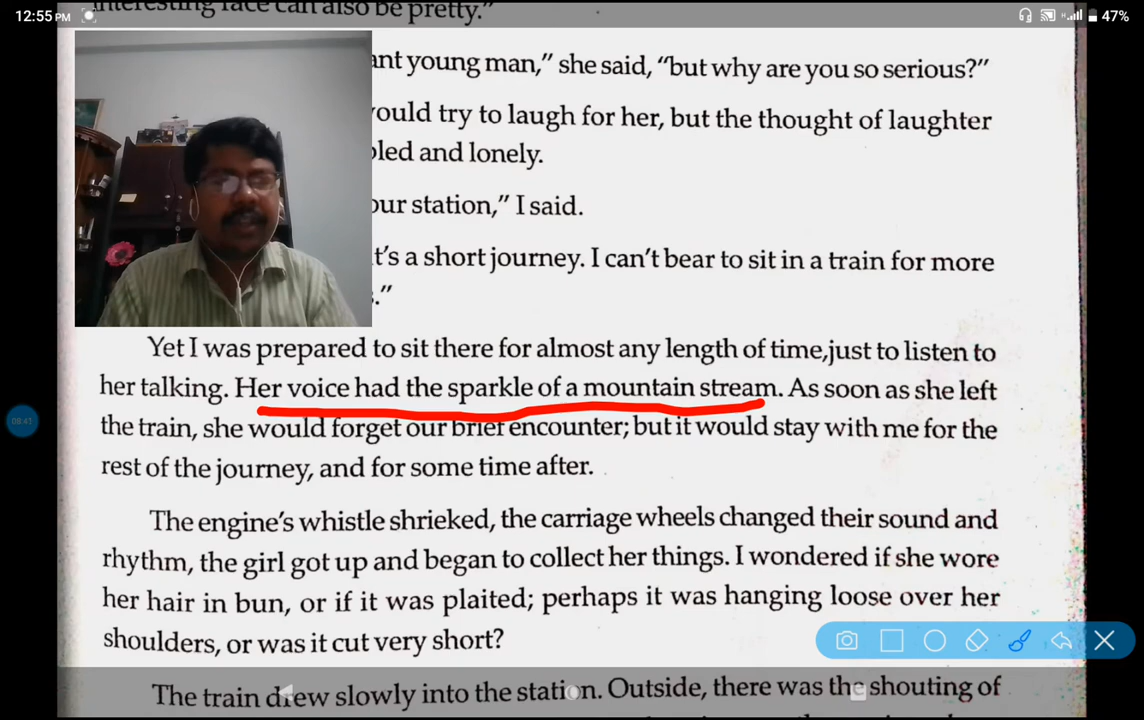 12:55 PM 47%
interesting face can also be pretty."
ant young man," she said, "but why are you so serious?"
ould try to laugh for her, but the thought of laughter
led and lonely.
our station," I said.
t's a short journey. I can't bear to sit in a train for more
."
Yet I was prepared to sit there for almost any length of time,just to listen to
her talking. Her voice had the sparkle of a mountain stream. As soon as she left
the train, she would forget our brief encounter; but it would stay with me for the
rest of the journey, and for some time after.
08:41
The engine's whistle shrieked, the carriage wheels changed their sound and
rhythm, the girl got up and began to collect her things. I wondered if she wore
her hair in bun, or if it was plaited; perhaps it was hanging loose over her
shoulders, or was it cut very short?
The train drew slowly into the station. Outside, there was the shouting of